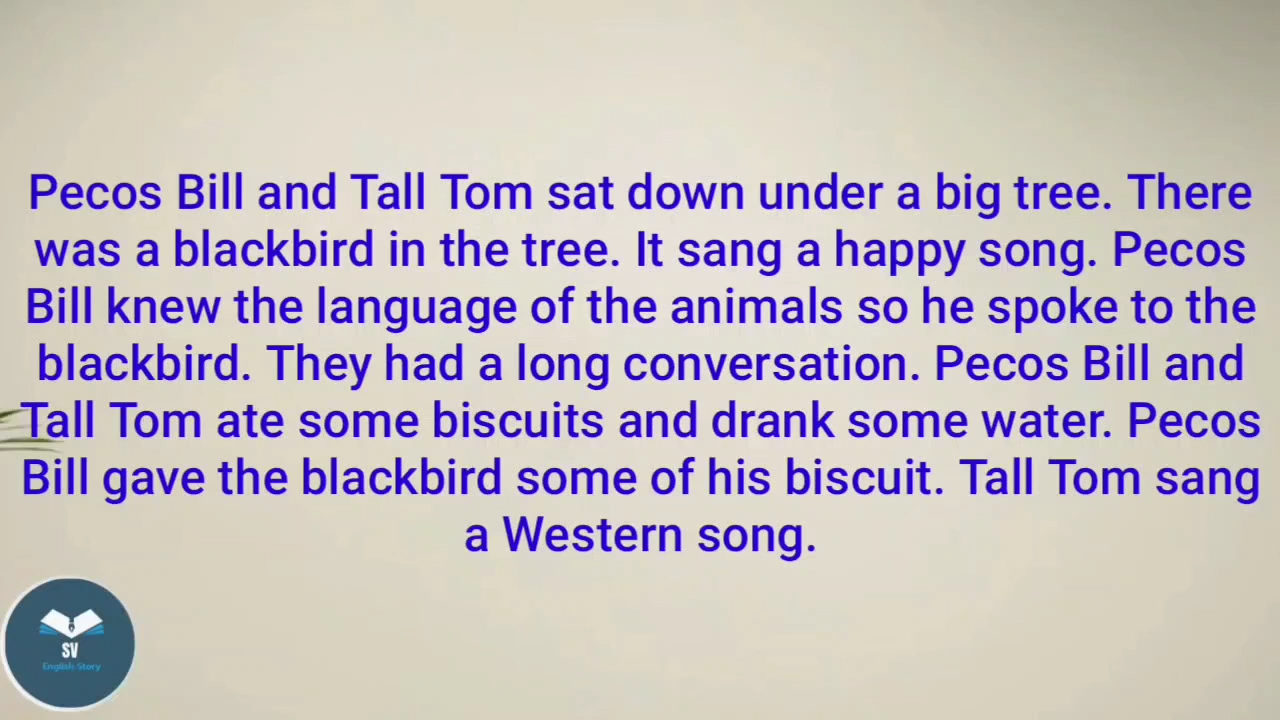 Pecos Bill and Tall Tom sat down under a big tree. There
was a blackbird in the tree. It sang a happy song. Pecos
Bill knew the language of the animals so he spoke to the
blackbird. They had a long conversation. Pecos Bill and
Tall Tom ate some biscuits and drank some water. Pecos
Bill gave the blackbird some of his biscuit. Tall Tom sang
a Western song.
SV
English Story